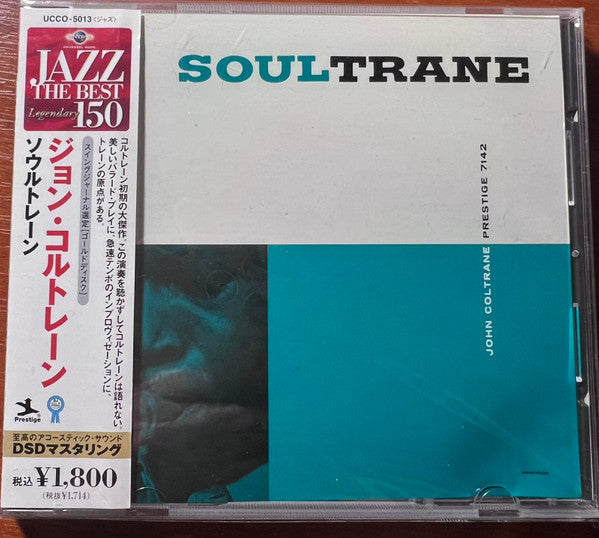 UCCO-5013〈ジャズ〉
UNIVERSAL MUSIC
JAZZ
THE BEST
Legendary 150
ジョン・コルトレーン
ソウルトレーン
スイングジャーナル選定[ゴールドディスク]
コルトレーン初期の大傑作。この演奏を聴かずしてコルトレーンは語れない。
美しいバラード・プレイに、急速テンポのインプロヴィゼーションに、
トレーンの原点がある。
Prestige
至高のアコースティック・サウンド
DSDマスタリング
税込¥1,800
(税抜¥1,714)
SOULTRANE
JOHN COLTRANE PRESTIGE 7142